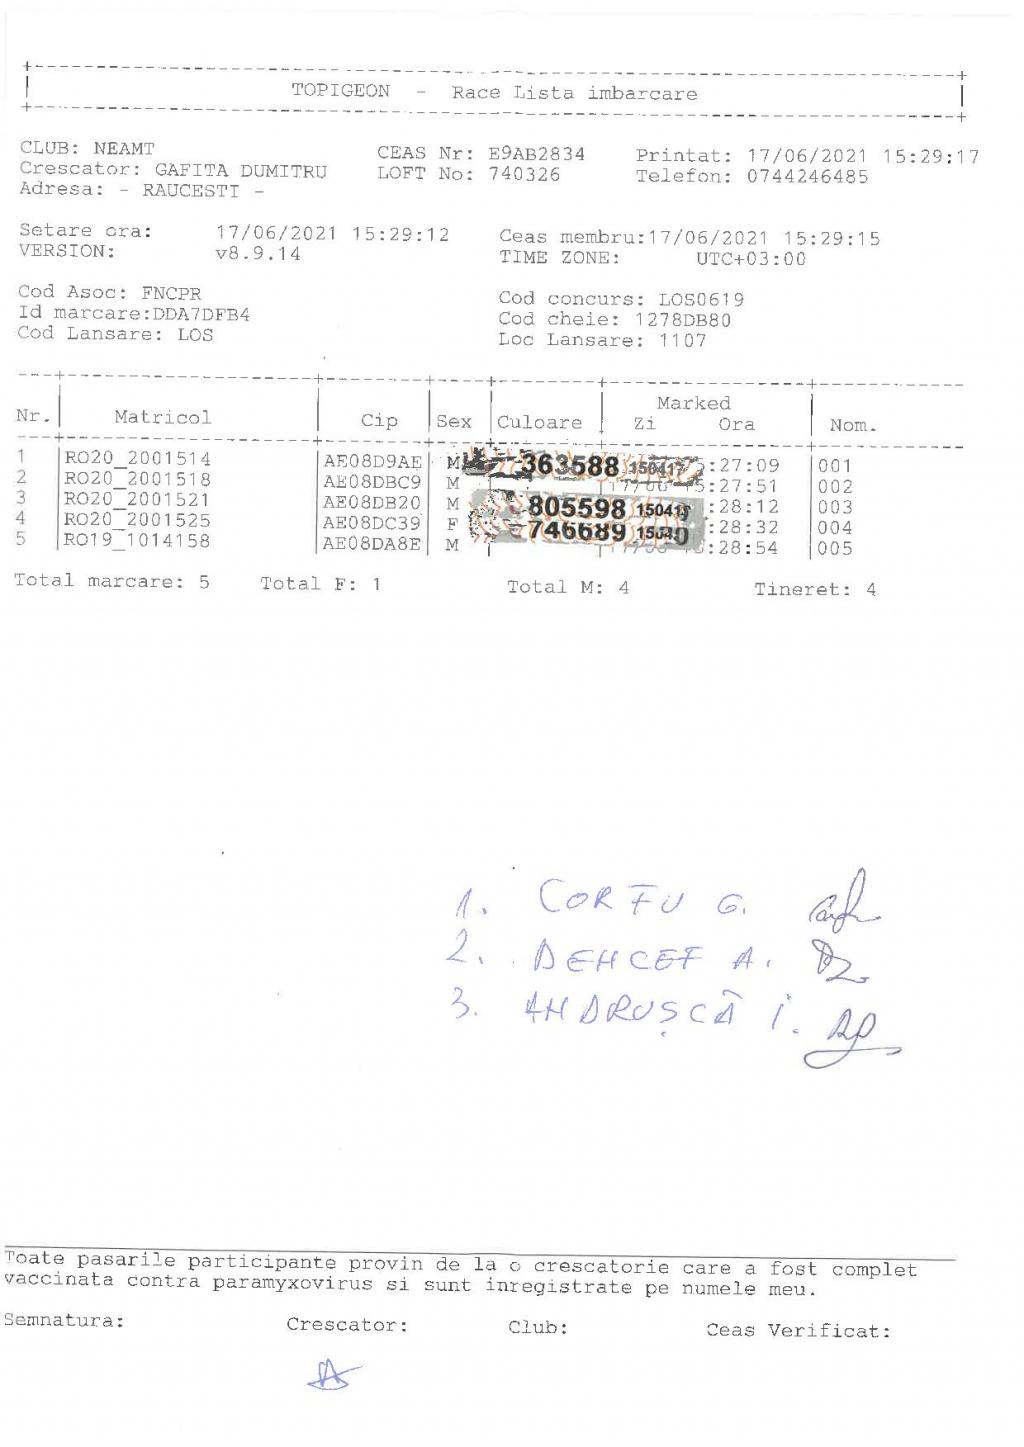 TOPIGEON - Race Lista imbarcare
CLUB: NEAMT CEAS Nr: E9AB2834 Printat: 17/06/2021 15:29:17
Crescator: GAFITA DUMITRU LOFT No: 740326 Telefon: 0744246485
Adresa: - RAUCESTI -
Setare ora: 17/06/2021 15:29:12 Ceas membru:17/06/2021 15:29:15
VERSION: v8.9.14 TIME ZONE: UTC+03:00
Cod Asoc: FNCPR Cod concurs: LOS0619
Id marcare:DDA7DFB4 Cod cheie: 1278DB80
Cod Lansare: LOS Loc Lansare: 1107
Marked
Nr. Matricol Cip Sex Culoare Zi Ora Nom.
1 RO20_2001514 AE08D9AE M 363588 150417 :27:09 001
2 RO20_2001518 AE08DBC9 M :27:51 002
3 RO20_2001521 AE08DB20 M 805598 :28:12 003
4 RO20_2001525 AE08DC39 F 746689 :28:32 004
5 RO19_1014158 AE08DA8E M :28:54 005
Total marcare: 5 Total F: 1 Total M: 4 Tineret: 4
1. CORFU G.
2. DEHCEF A.
3. ANDRUȘCĂ I.
Toate pasarile participante provin de la o crescatorie care a fost complet
vaccinata contra paramyxovirus si sunt inregistrate pe numele meu.
Semnatura: Crescator: Club: Ceas Verificat: